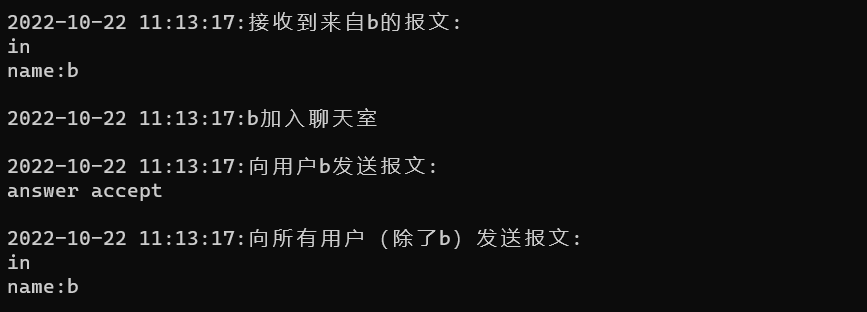 2022-10-22 11:13:17:接收到来自b的报文:
in
name:b
2022-10-22 11:13:17:b加入聊天室
2022-10-22 11:13:17:向用户b发送报文:
answer accept
2022-10-22 11:13:17:向所有用户（除了b）发送报文:
in
name:b